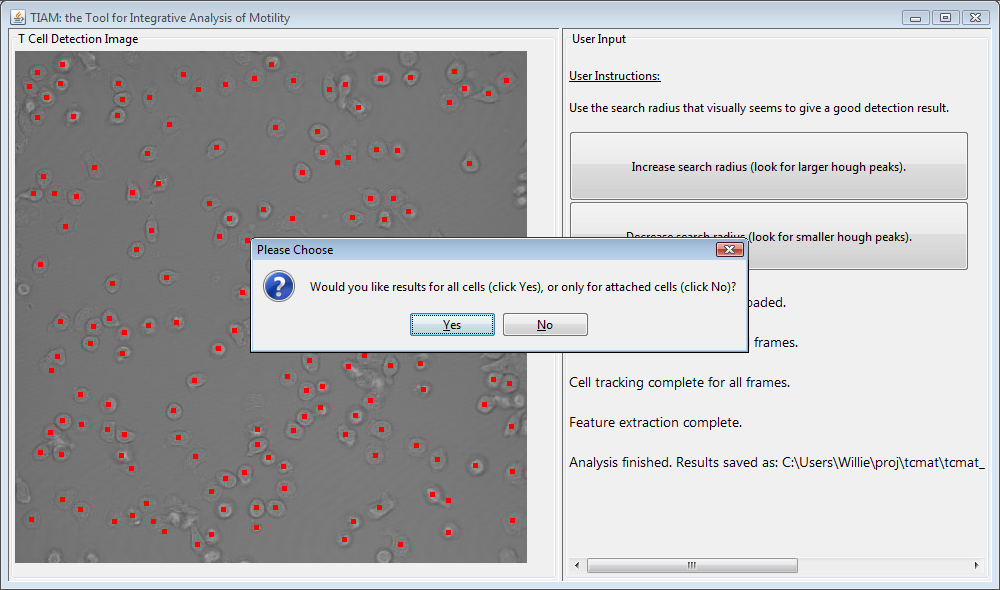 TIAM: the Tool for Integrative Analysis of Motility
T Cell Detection Image
User Input
User Instructions:
Use the search radius that visually seems to give a good detection result.
Increase search radius (look for larger hough peaks).
Decrease search radius (look for smaller hough peaks).
Please Choose
Would you like results for all cells (click Yes), or only for attached cells (click No)?
Yes
No
oaded.
frames.
Cell tracking complete for all frames.
Feature extraction complete.
Analysis finished. Results saved as: C:\Users\Willie\proj\tcmat\tcmat_